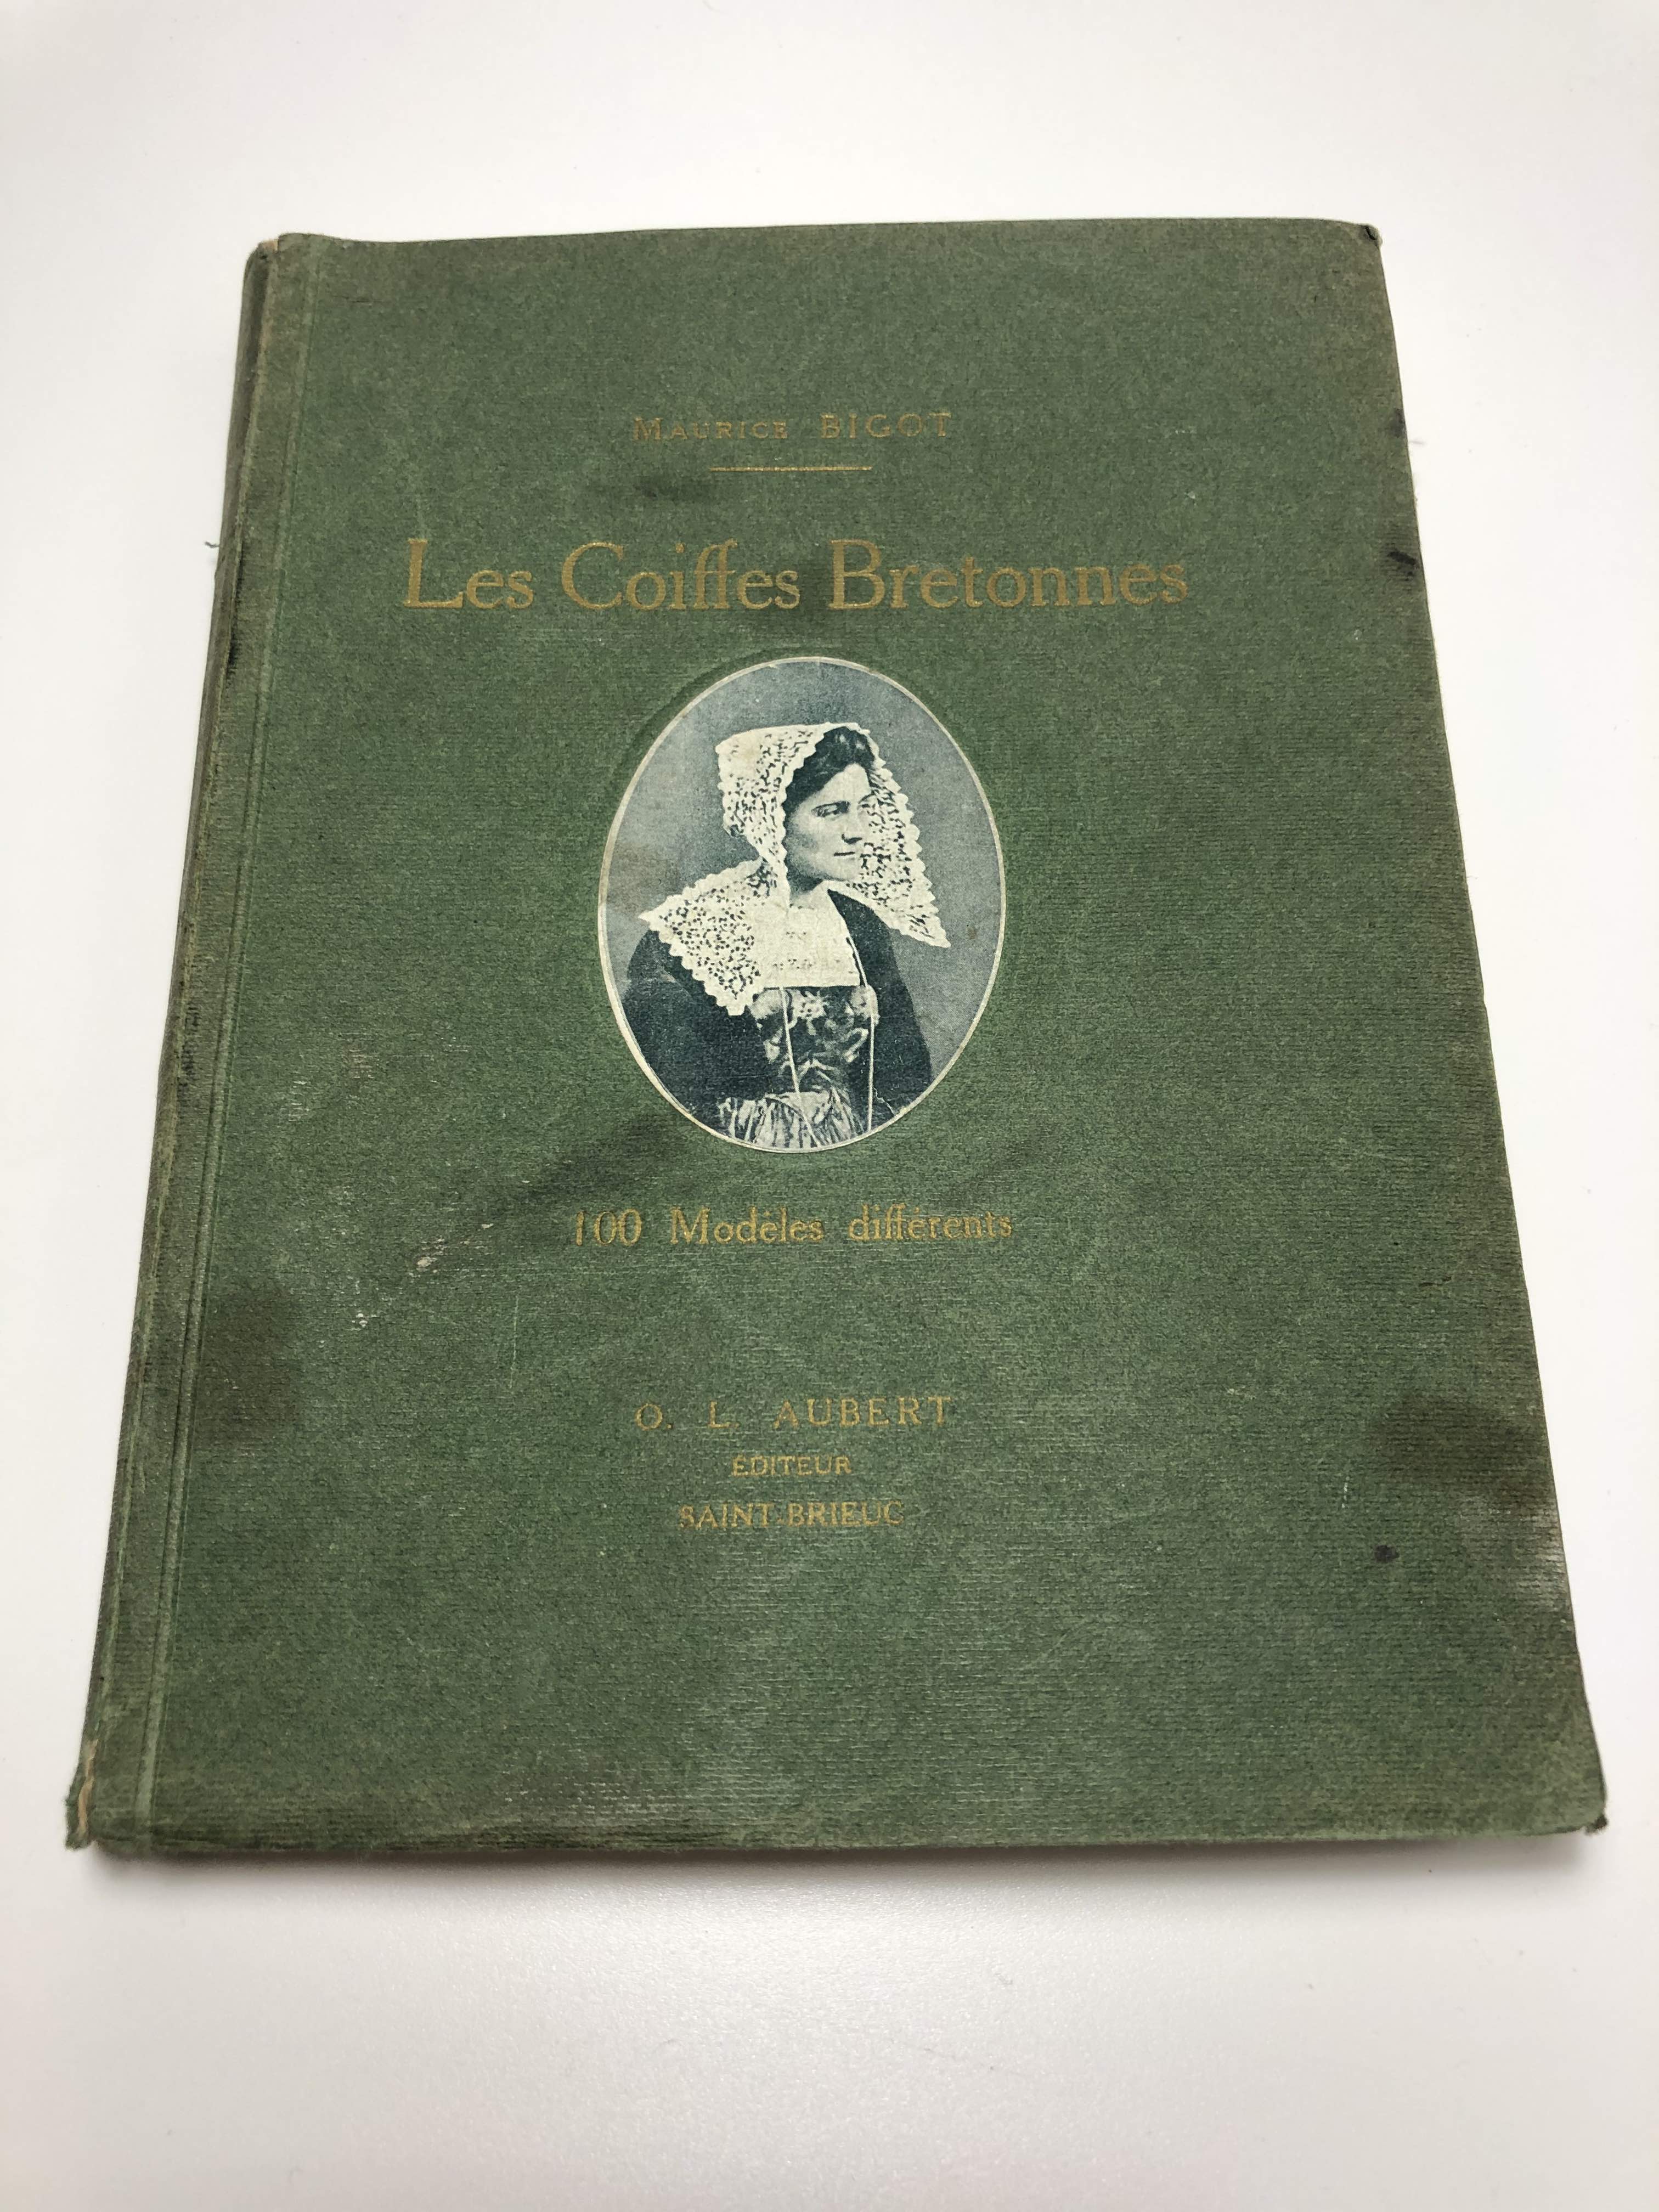 Maurice BIGOT
Les Coiffes Bretonnes
100 Modèles différents
O. L. AUBERT
ÉDITEUR
SAINT-BRIEUC